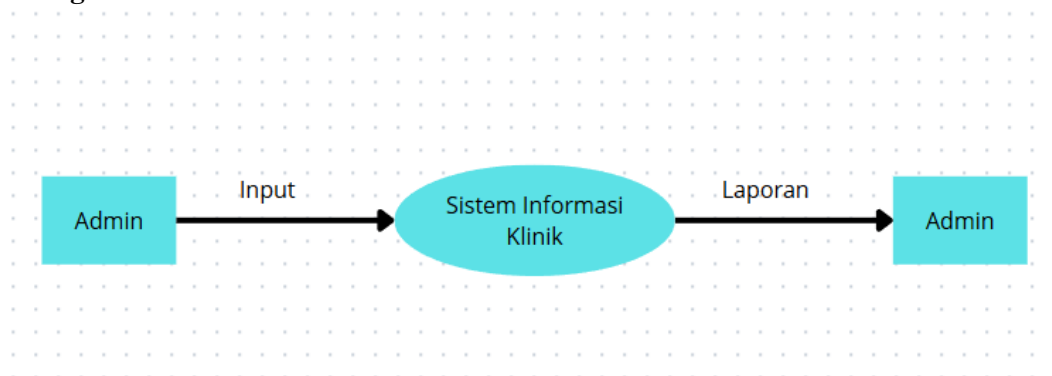 Admin
Input
Sistem Informasi
Klinik
Laporan
Admin